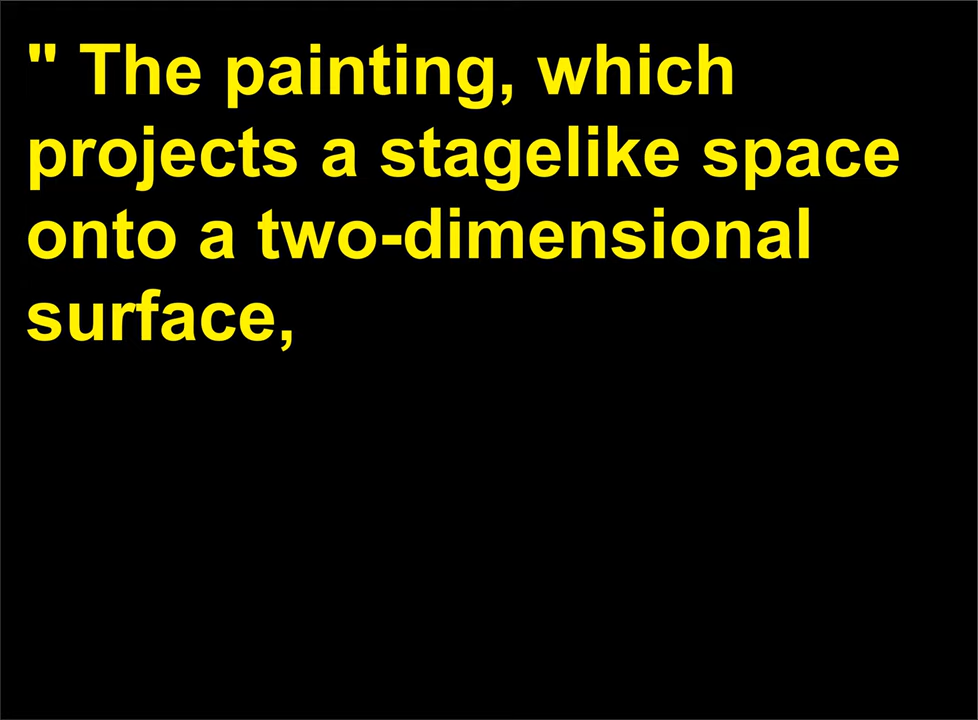 " The painting, which
projects a stagelike space
onto a two-dimensional
surface,